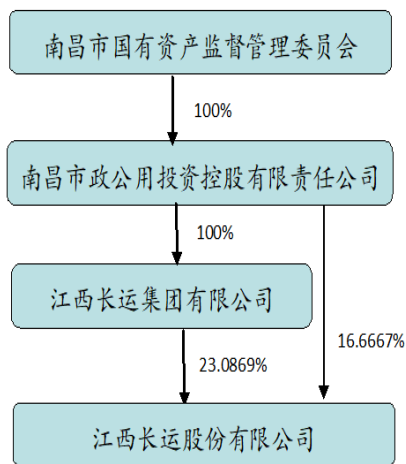 南昌市国有资产监督管理委员会
100%
南昌市政公用投资控股有限责任公司
100%
江西长运集团有限公司
16.6667%
23.0869%
江西长运股份有限公司